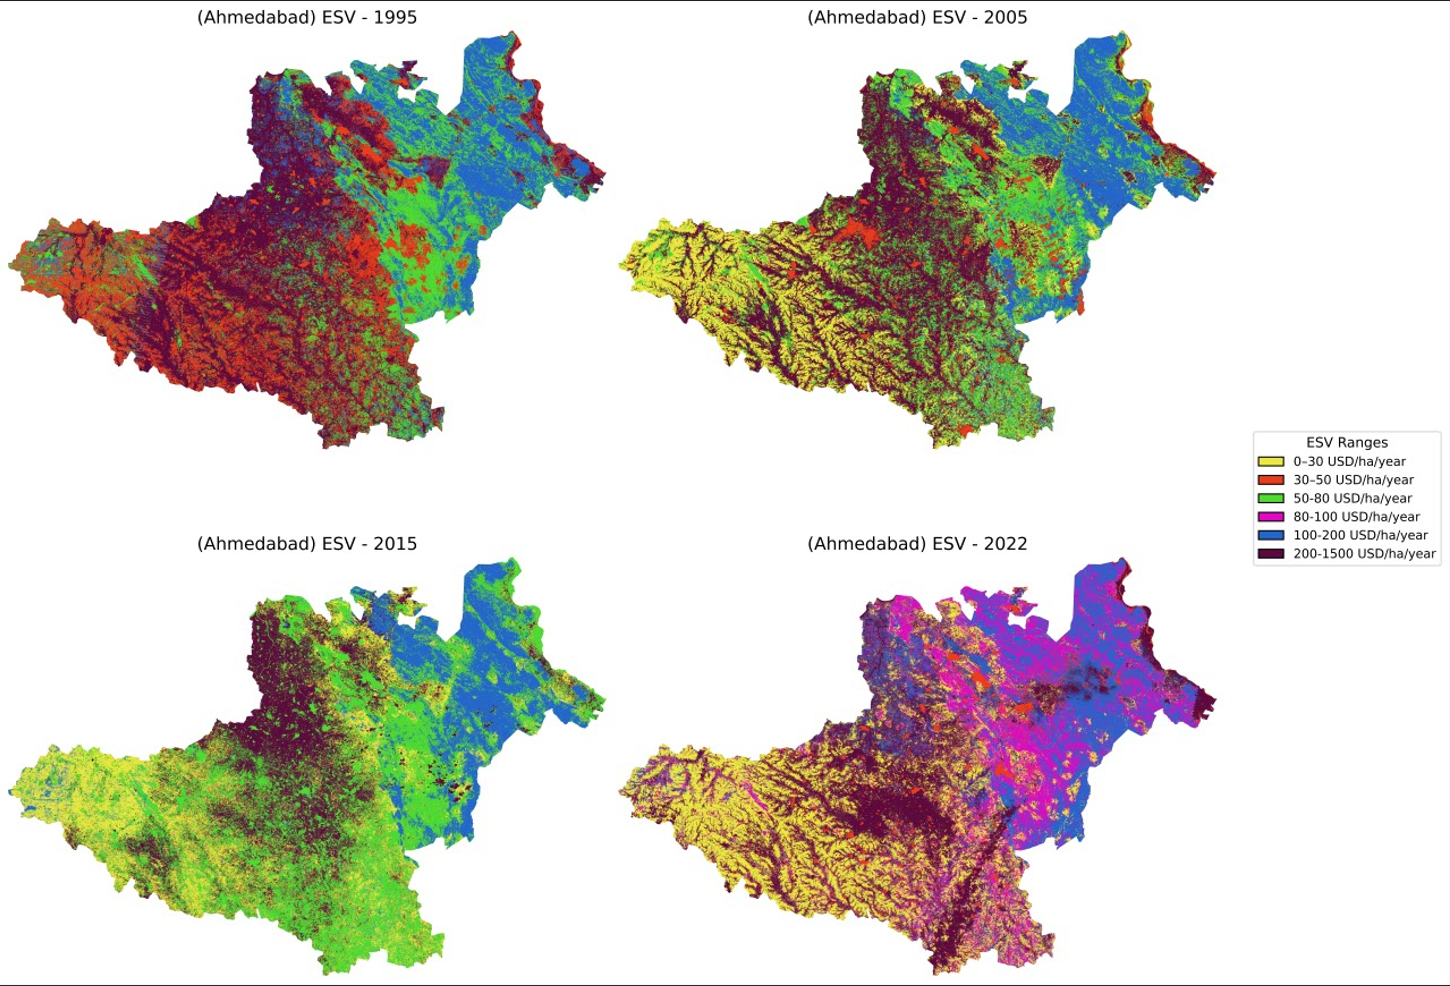 (Ahmedabad) ESV - 1995
(Ahmedabad) ESV - 2005
ESV Ranges
0–30 USD/ha/year
30–50 USD/ha/year
50-80 USD/ha/year
80-100 USD/ha/year
100-200 USD/ha/year
200-1500 USD/ha/year
(Ahmedabad) ESV - 2015
(Ahmedabad) ESV - 2022